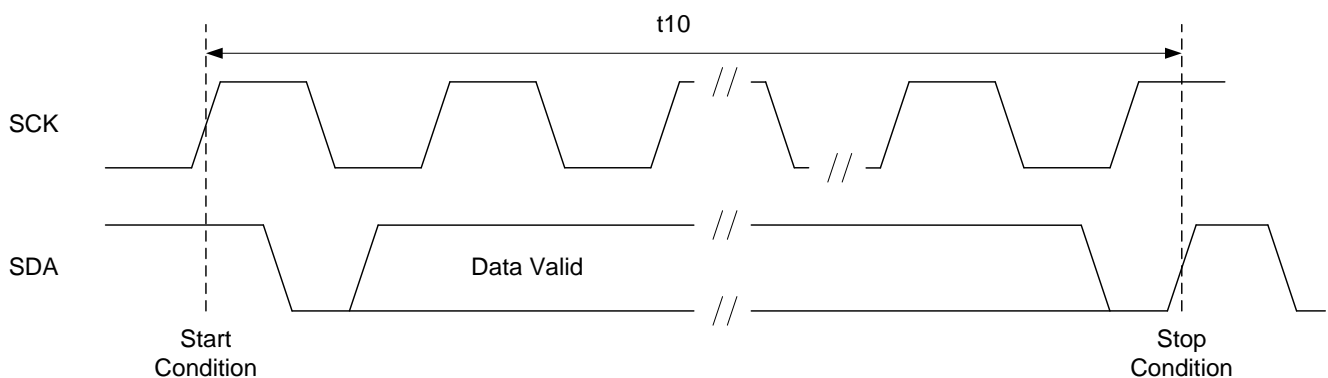 t10
SCK
SDA
Data Valid
Start
Condition
Stop
Condition